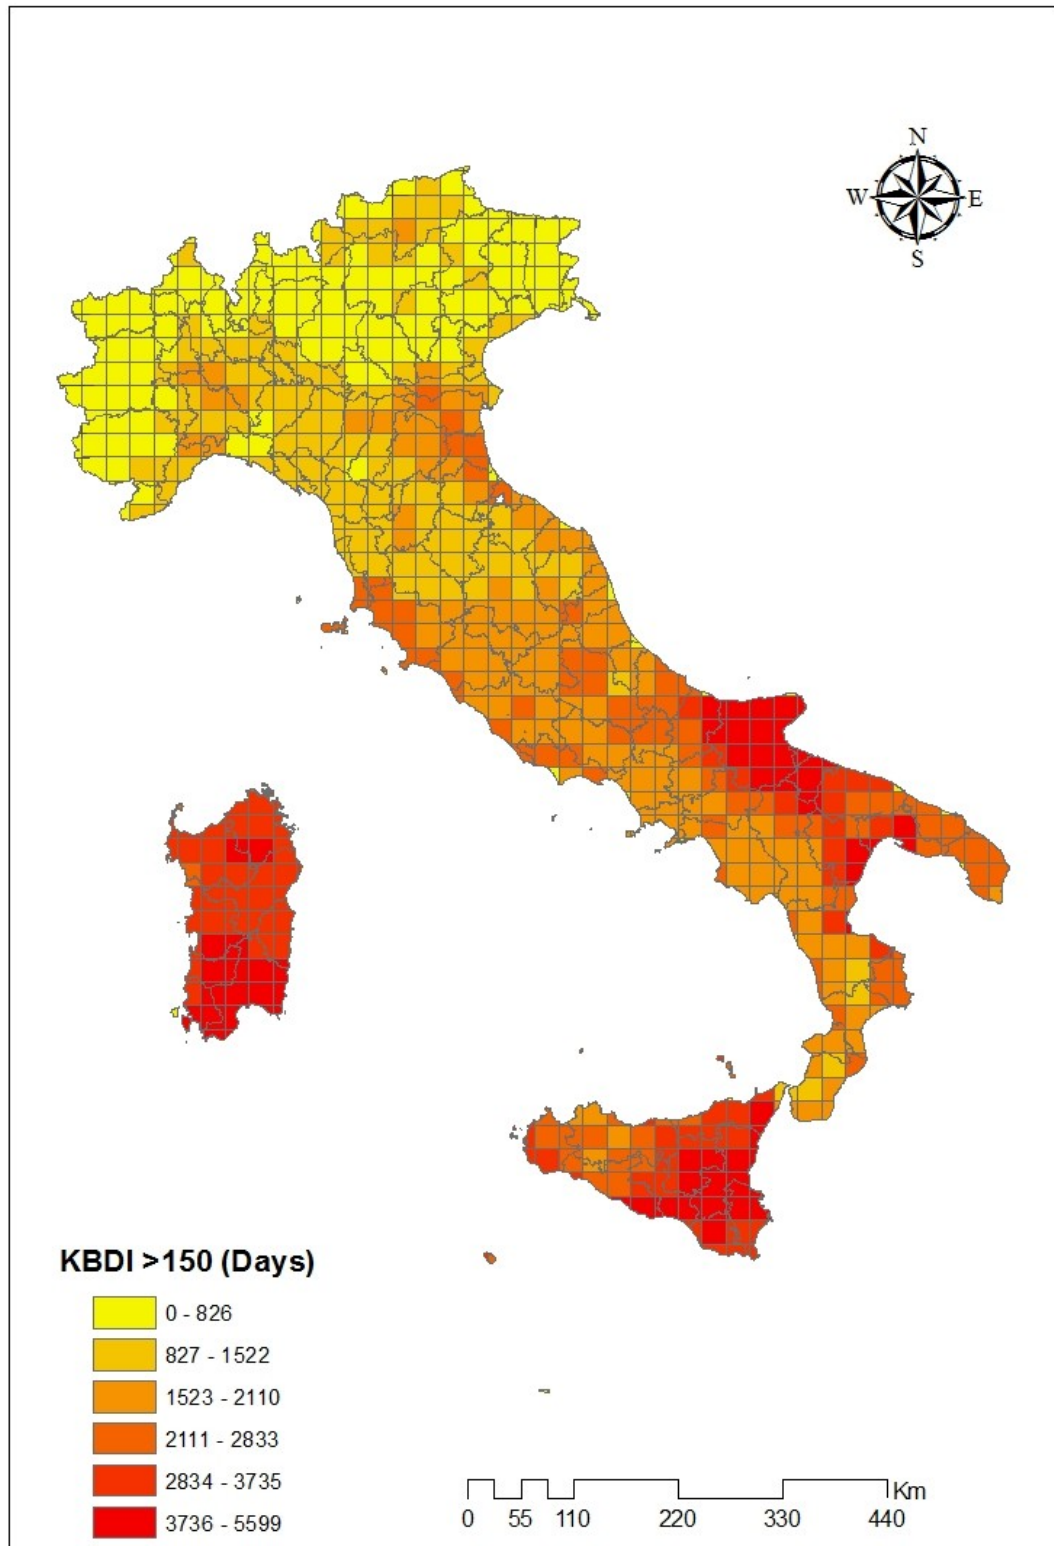 N
W E
S
KBDI >150 (Days)
0 - 826
827 - 1522
1523 - 2110
2111 - 2833
2834 - 3735
3736 - 5599
Km
0 55 110 220 330 440